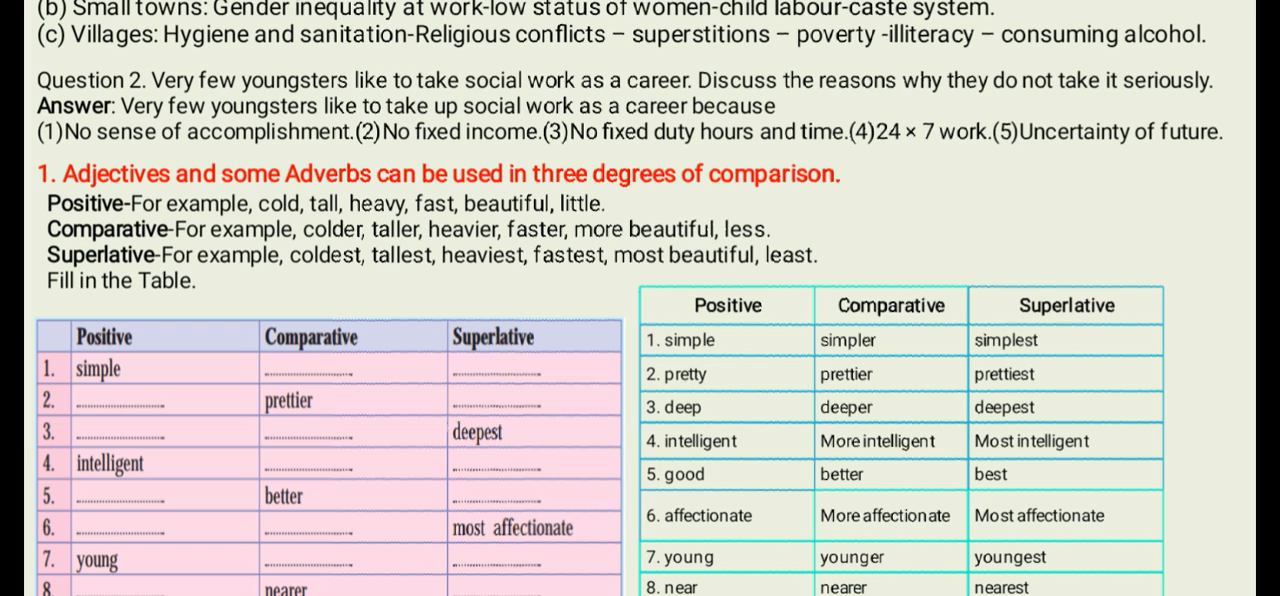 (b) Small towns: Gender inequality at work-low status of women-child labour-caste system.
(c) Villages: Hygiene and sanitation-Religious conflicts – superstitions – poverty -illiteracy – consuming alcohol.
Question 2. Very few youngsters like to take social work as a career. Discuss the reasons why they do not take it seriously.
Answer: Very few youngsters like to take up social work as a career because
(1)No sense of accomplishment.(2)No fixed income.(3)No fixed duty hours and time.(4)24 × 7 work.(5)Uncertainty of future.
1. Adjectives and some Adverbs can be used in three degrees of comparison.
Positive-For example, cold, tall, heavy, fast, beautiful, little.
Comparative-For example, colder, taller, heavier, faster, more beautiful, less.
Superlative-For example, coldest, tallest, heaviest, fastest, most beautiful, least.
Fill in the Table.
Positive Comparative Superlative
1. simple ........................ ........................
2. ........................ prettier ........................
3. ........................ ........................ deepest
4. intelligent ........................ ........................
5. ........................ better ........................
6. ........................ ........................ most affectionate
7. young ........................ ........................
8. nearer
Positive Comparative Superlative
1. simple simpler simplest
2. pretty prettier prettiest
3. deep deeper deepest
4. intelligent More intelligent Most intelligent
5. good better best
6. affectionate More affectionate Most affectionate
7. young younger youngest
8. near nearer nearest